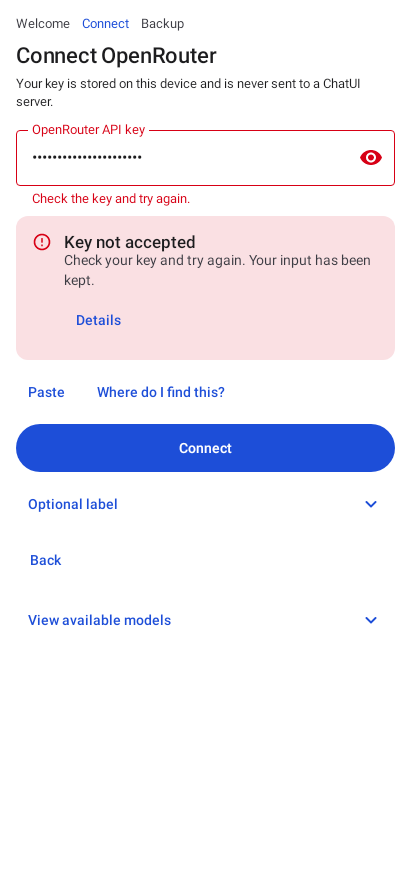 Welcome Connect Backup
Connect OpenRouter
Your key is stored on this device and is never sent to a ChatUI
server.
OpenRouter API key
••••••••••••••••••••••
Check the key and try again.
Key not accepted
Check your key and try again. Your input has been
kept.
Details
Paste Where do I find this?
Connect
Optional label
Back
View available models